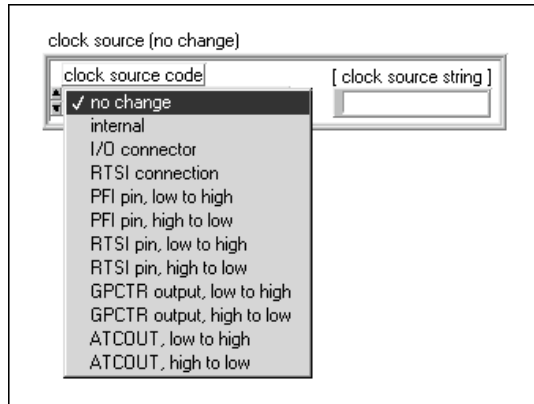 clock source (no change)
clock source code
[ clock source string ]
✓ no change
internal
I/O connector
RTSI connection
PFI pin, low to high
PFI pin, high to low
RTSI pin, low to high
RTSI pin, high to low
GPCTR output, low to high
GPCTR output, high to low
ATCOUT, low to high
ATCOUT, high to low